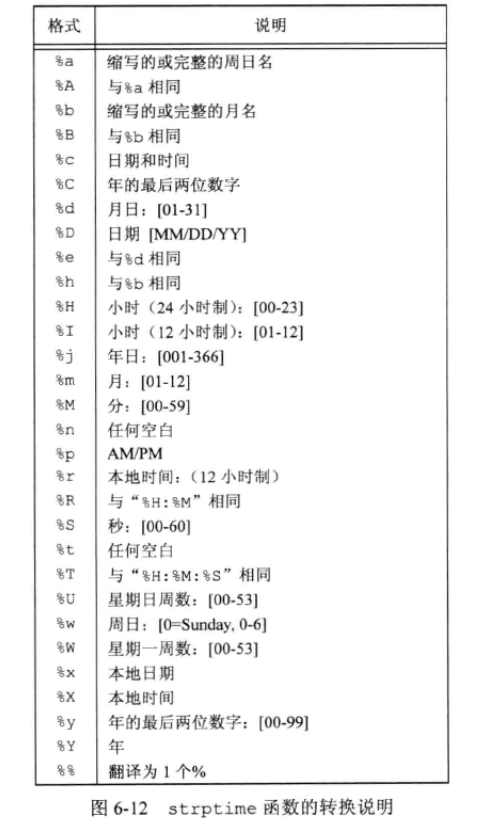 格式 说明
%a 缩写的或完整的周日名
%A 与%a 相同
%b 缩写的或完整的月名
%B 与%b 相同
%c 日期和时间
%C 年的最后两位数字
%d 月日：[01-31]
%D 日期 [MM/DD/YY]
%e 与%d 相同
%h 与%b 相同
%H 小时（24 小时制）：[00-23]
%I 小时（12 小时制）：[01-12]
%j 年日：[001-366]
%m 月：[01-12]
%M 分：[00-59]
%n 任何空白
%p AM/PM
%r 本地时间：（12 小时制）
%R 与“%H:%M”相同
%S 秒：[00-60]
%t 任何空白
%T 与“%H:%M:%S”相同
%U 星期日周数：[00-53]
%w 周日：[0=Sunday, 0-6]
%W 星期一周数：[00-53]
%x 本地日期
%X 本地时间
%y 年的最后两位数字：[00-99]
%Y 年
%% 翻译为 1 个%
图 6-12 strptime 函数的转换说明